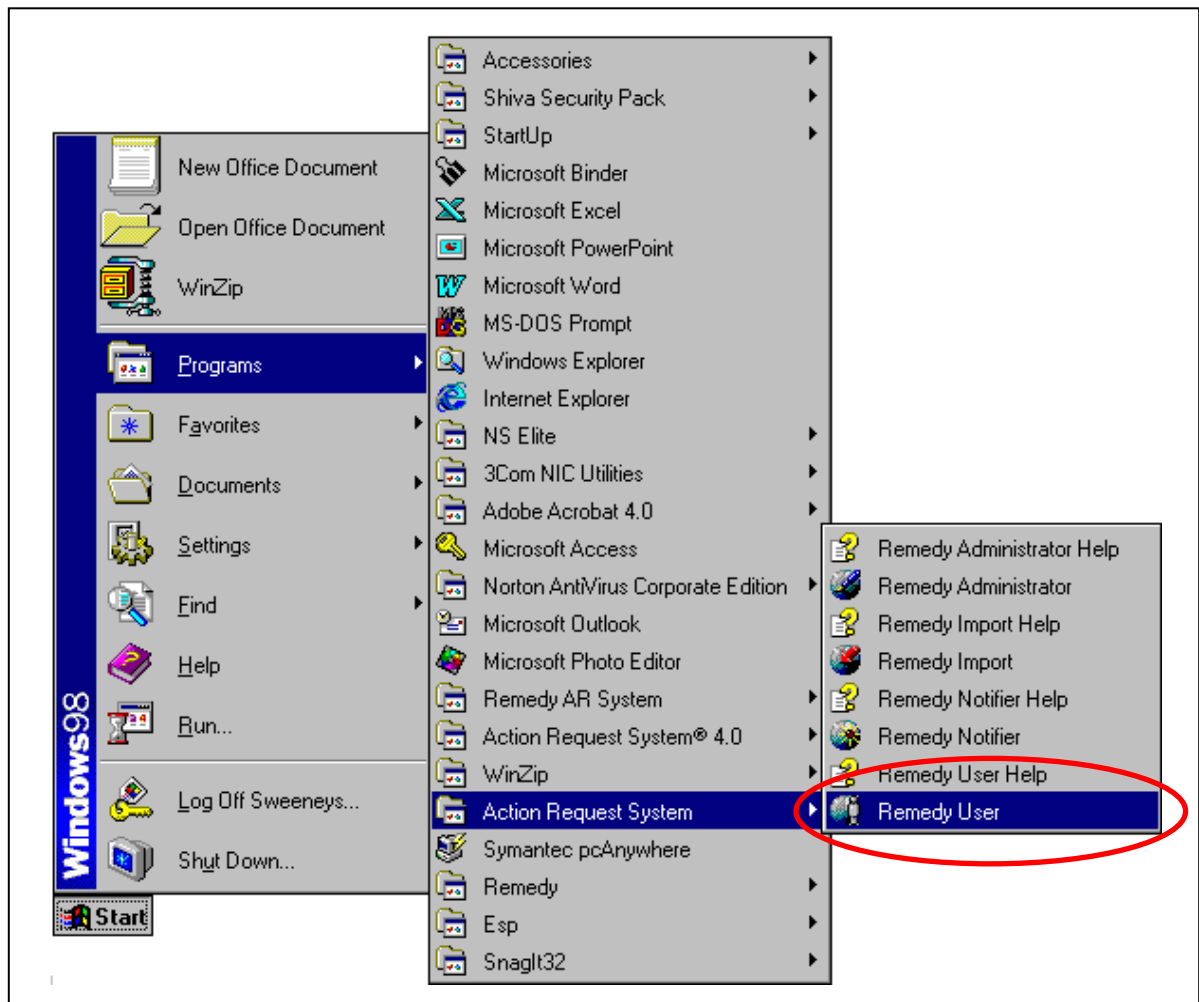 New Office Document
Open Office Document
WinZip
Programs
Favorites
Documents
Settings
Find
Help
Run...
Log Off Sweeneys...
Shut Down...
Windows98
Start
Accessories
Shiva Security Pack
StartUp
Microsoft Binder
Microsoft Excel
Microsoft PowerPoint
Microsoft Word
MS-DOS Prompt
Windows Explorer
Internet Explorer
NS Elite
3Com NIC Utilities
Adobe Acrobat 4.0
Microsoft Access
Norton AntiVirus Corporate Edition
Microsoft Outlook
Microsoft Photo Editor
Remedy AR System
Action Request System® 4.0
WinZip
Action Request System
Symantec pcAnywhere
Remedy
Esp
SnagIt32
Remedy Administrator Help
Remedy Administrator
Remedy Import Help
Remedy Import
Remedy Notifier Help
Remedy Notifier
Remedy User Help
Remedy User